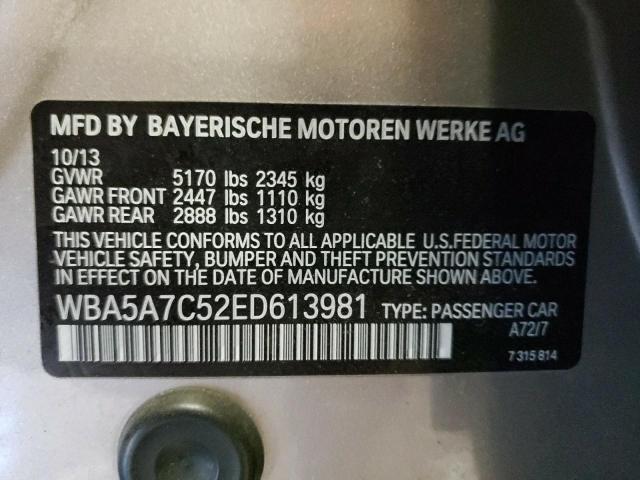 MFD BY BAYERISCHE MOTOREN WERKE AG
10/13
GVWR 5170 lbs 2345 kg
GAWR FRONT 2447 lbs 1110 kg
GAWR REAR 2888 lbs 1310 kg
THIS VEHICLE CONFORMS TO ALL APPLICABLE U.S.FEDERAL MOTOR
VEHICLE SAFETY, BUMPER AND THEFT PREVENTION STANDARDS
IN EFFECT ON THE DATE OF MANUFACTURE SHOWN ABOVE.
WBA5A7C52ED613981 TYPE: PASSENGER CAR
A72/7
7 315 814